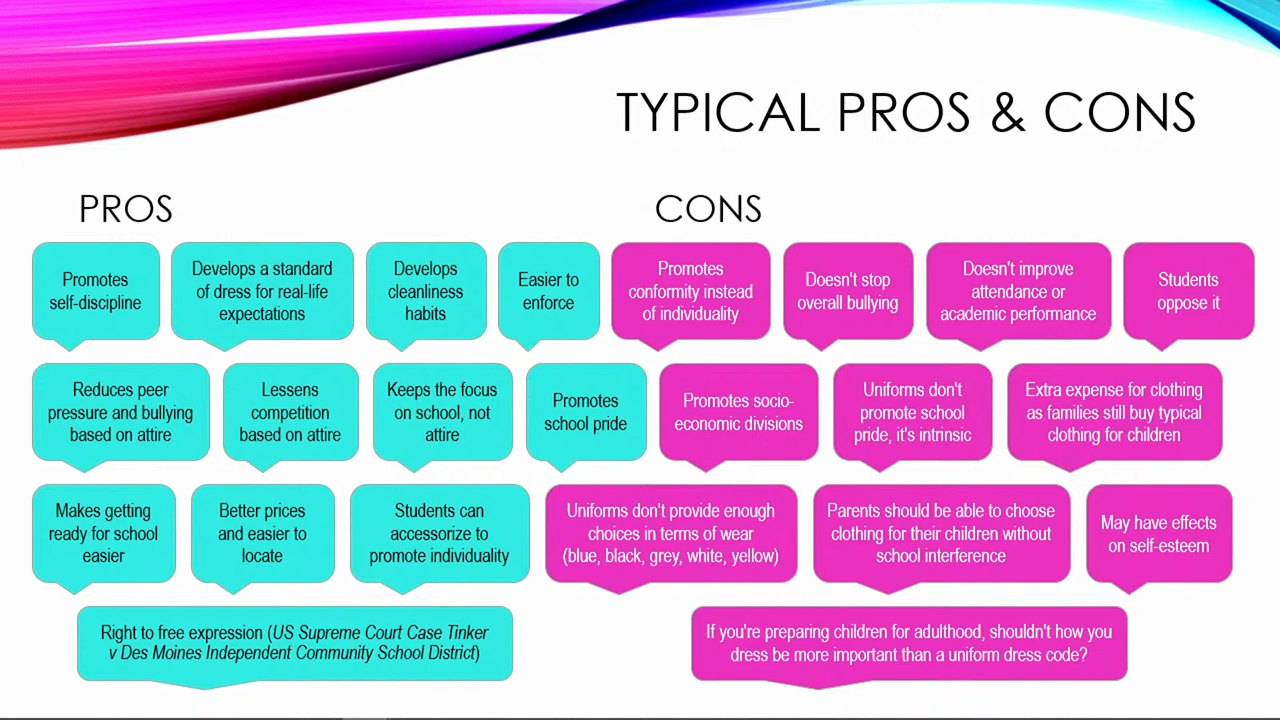 TYPICAL PROS & CONS
PROS
Promotes
self-discipline
Develops a standard
of dress for real-life
expectations
Develops
cleanliness
habits
Easier to
enforce
Reduces peer
pressure and bullying
based on attire
Lessens
competition
based on attire
Keeps the focus
on school, not
attire
Promotes
school pride
Makes getting
ready for school
easier
Better prices
and easier to
locate
Students can
accessorize to
promote individuality
Right to free expression (US Supreme Court Case Tinker
v Des Moines Independent Community School District)
CONS
Promotes
conformity instead
of individuality
Doesn't stop
overall bullying
Doesn't improve
attendance or
academic performance
Students
oppose it
Promotes socio-
economic divisions
Uniforms don't
promote school
pride, it's intrinsic
Extra expense for clothing
as families still buy typical
clothing for children
Uniforms don't provide enough
choices in terms of wear
(blue, black, grey, white, yellow)
Parents should be able to choose
clothing for their children without
school interference
May have effects
on self-esteem
If you're preparing children for adulthood, shouldn't how you
dress be more important than a uniform dress code?